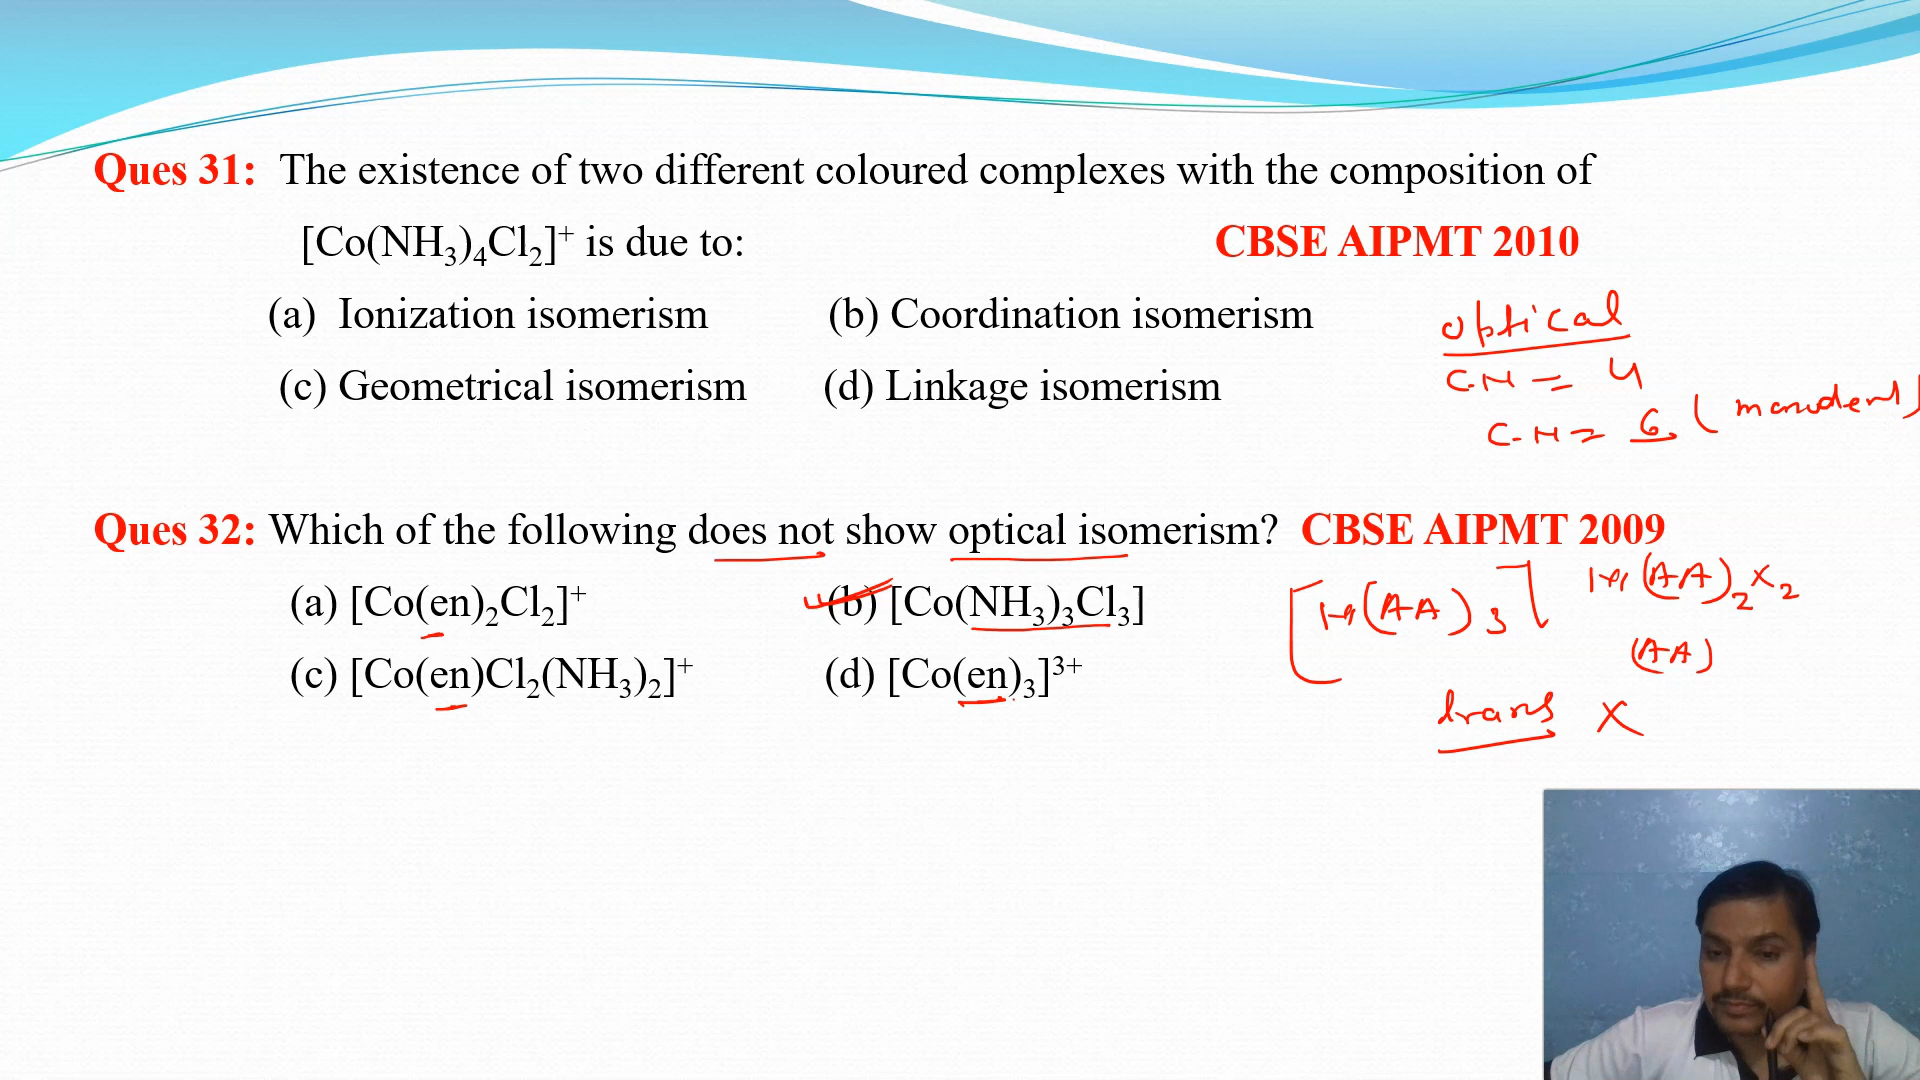 Ques 31: The existence of two different coloured complexes with the composition of
[Co(NH₃)₄Cl₂]⁺ is due to: CBSE AIPMT 2010
(a) Ionization isomerism (b) Coordination isomerism
(c) Geometrical isomerism (d) Linkage isomerism
optical
C.N = 4
C.N = 6 (monodent)
Ques 32: Which of the following does not show optical isomerism? CBSE AIPMT 2009
(a) [Co(en)₂Cl₂]⁺ (b) [Co(NH₃)₃Cl₃]
(c) [Co(en)Cl₂(NH₃)₂]⁺ (d) [Co(en)₃]³⁺
[M(AA)₃] M(AA)₂X₂
(AA)
trans X